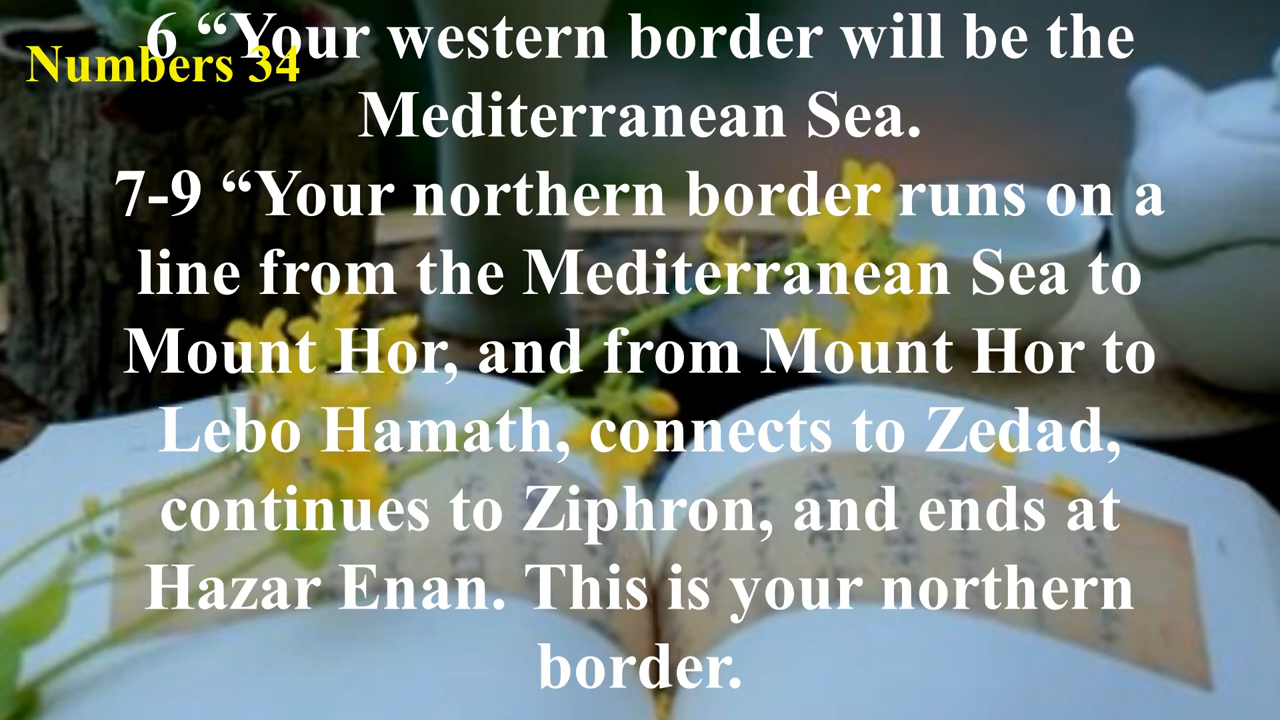 Numbers 34
6 “Your western border will be the
Mediterranean Sea.
7-9 “Your northern border runs on a
line from the Mediterranean Sea to
Mount Hor, and from Mount Hor to
Lebo Hamath, connects to Zedad,
continues to Ziphron, and ends at
Hazar Enan. This is your northern
border.